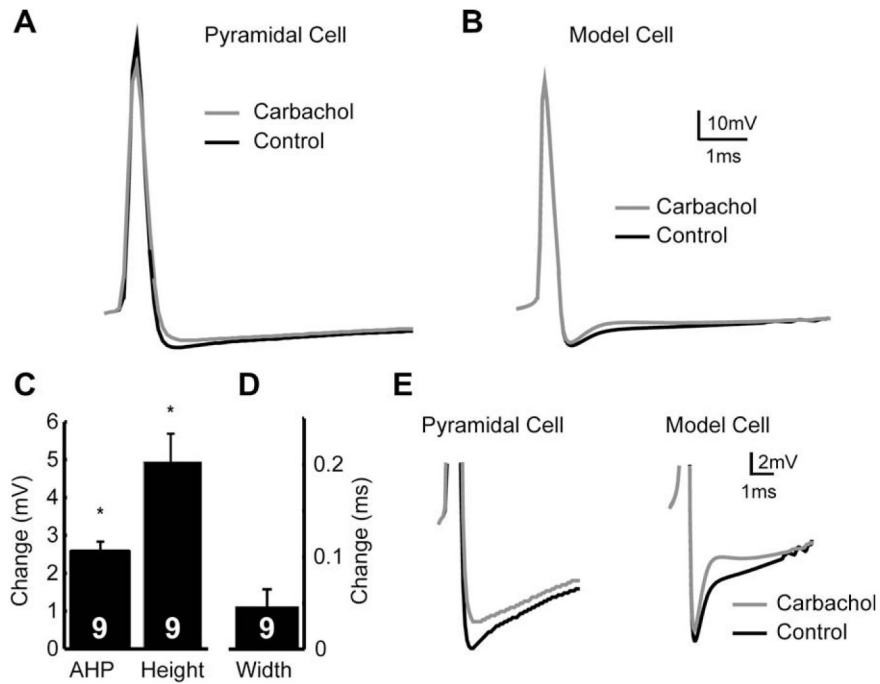 A
Pyramidal Cell
Carbachol
Control
B
Model Cell
10mV
1ms
Carbachol
Control
C
*
*
6
5
4
3
2
1
0
Change (mV)
9
9
AHP
Height
D
9
Width
0.2
0.1
0
Change (ms)
E
Pyramidal Cell
Model Cell
2mV
1ms
Carbachol
Control